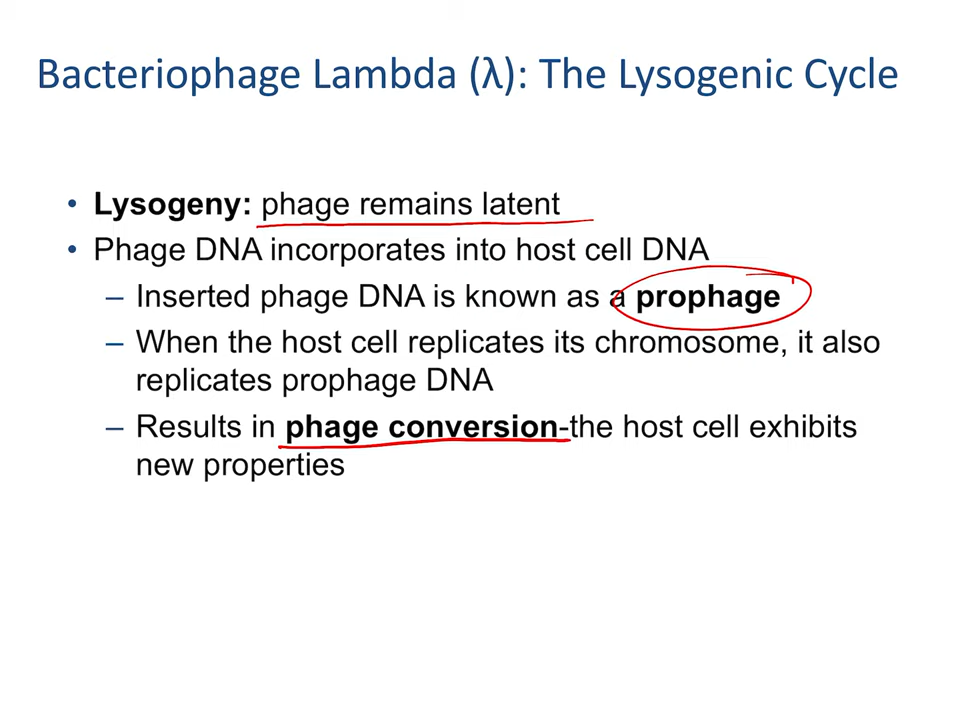 Bacteriophage Lambda (λ): The Lysogenic Cycle
• Lysogeny: phage remains latent
• Phage DNA incorporates into host cell DNA
– Inserted phage DNA is known as a prophage
– When the host cell replicates its chromosome, it also
replicates prophage DNA
– Results in phage conversion-the host cell exhibits
new properties